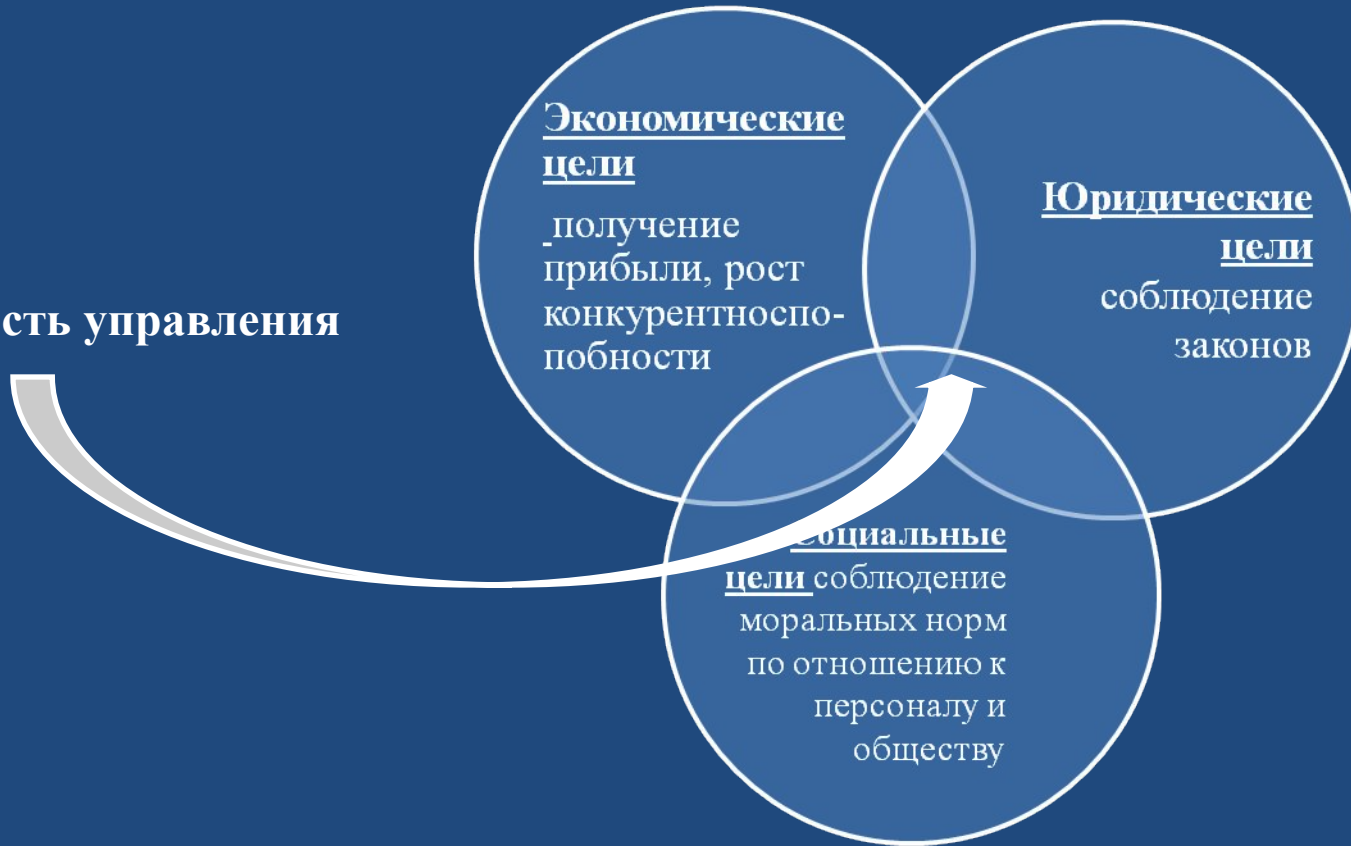 Экономические
цели
получение
прибыли, рост
конкурентноспо-
побности
Юридические
цели
соблюдение
законов
сть управления
Социальные
цели соблюдение
моральных норм
по отношению к
персоналу и
обществу